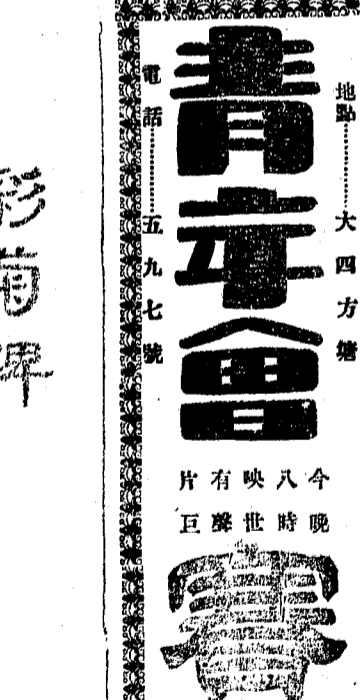 地點⋯⋯⋯⋯大四方塘
青年會
電話⋯⋯⋯⋯五九七號
今晚
八時
映世
有聲
片巨